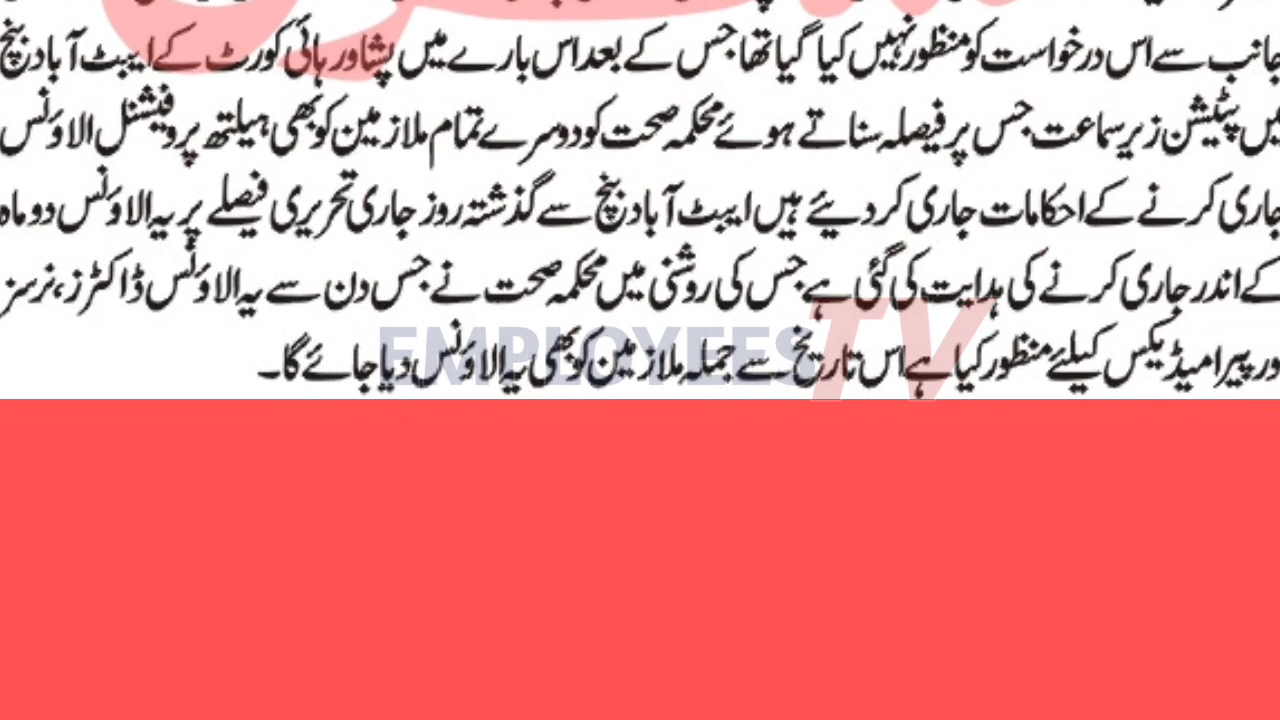 جانب سے اس درخواست کو منظور نہیں کیا گیا تھا جس کے بعد اس بارے میں پشاور ہائی کورٹ کے ایبٹ آباد بینچ
میں پٹیشن زیر سماعت جس پر فیصلہ سناتے ہوئے محکمہ صحت کو دوسرے تمام ملازمین کو بھی ہیلتھ پروفیشنل الاؤنس
جاری کرنے کے احکامات جاری کر دیئے ہیں ایبٹ آباد بینچ سے گذشتہ روز جاری تحریری فیصلے پر یہ الاؤنس دو ماہ
کے اندر جاری کرنے کی ہدایت کی گئی ہے جس کی روشنی میں محکمہ صحت نے جس دن سے یہ الاؤنس ڈاکٹرز، نرسز
اور پیرامیڈیکس کیلئے منظور کیا ہے اس تاریخ۔سے جملہ ملازمین کو بھی یہ الاؤنس دیا جائے گا۔
EMPLOYEES TV